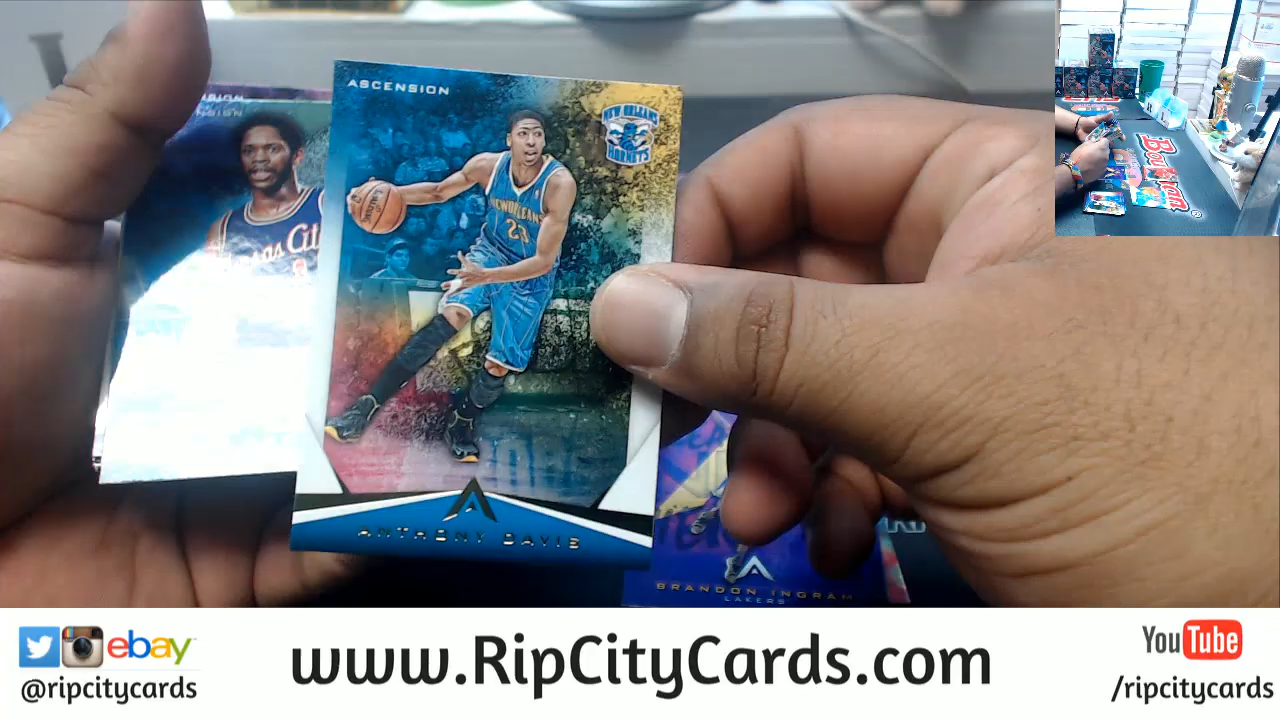 ASCENSION
NEW ORLEANS
HORNETS
NEW ORLEANS
23
ANTHONY DAVIS
BRANDON INGRAM
LAKERS
Bowman
ebay
@ripcitycards
www.RipCityCards.com
YouTube
/ripcitycards